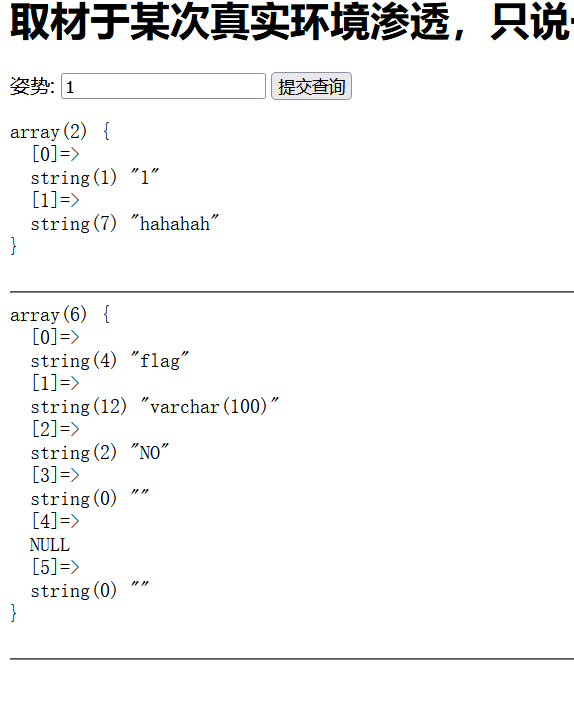 取材于某次真实环境渗透，只说一
姿势: 1 提交查询
array(2) {
  [0]=>
  string(1) "1"
  [1]=>
  string(7) "hahahah"
}
array(6) {
  [0]=>
  string(4) "flag"
  [1]=>
  string(12) "varchar(100)"
  [2]=>
  string(2) "NO"
  [3]=>
  string(0) ""
  [4]=>
  NULL
  [5]=>
  string(0) ""
}